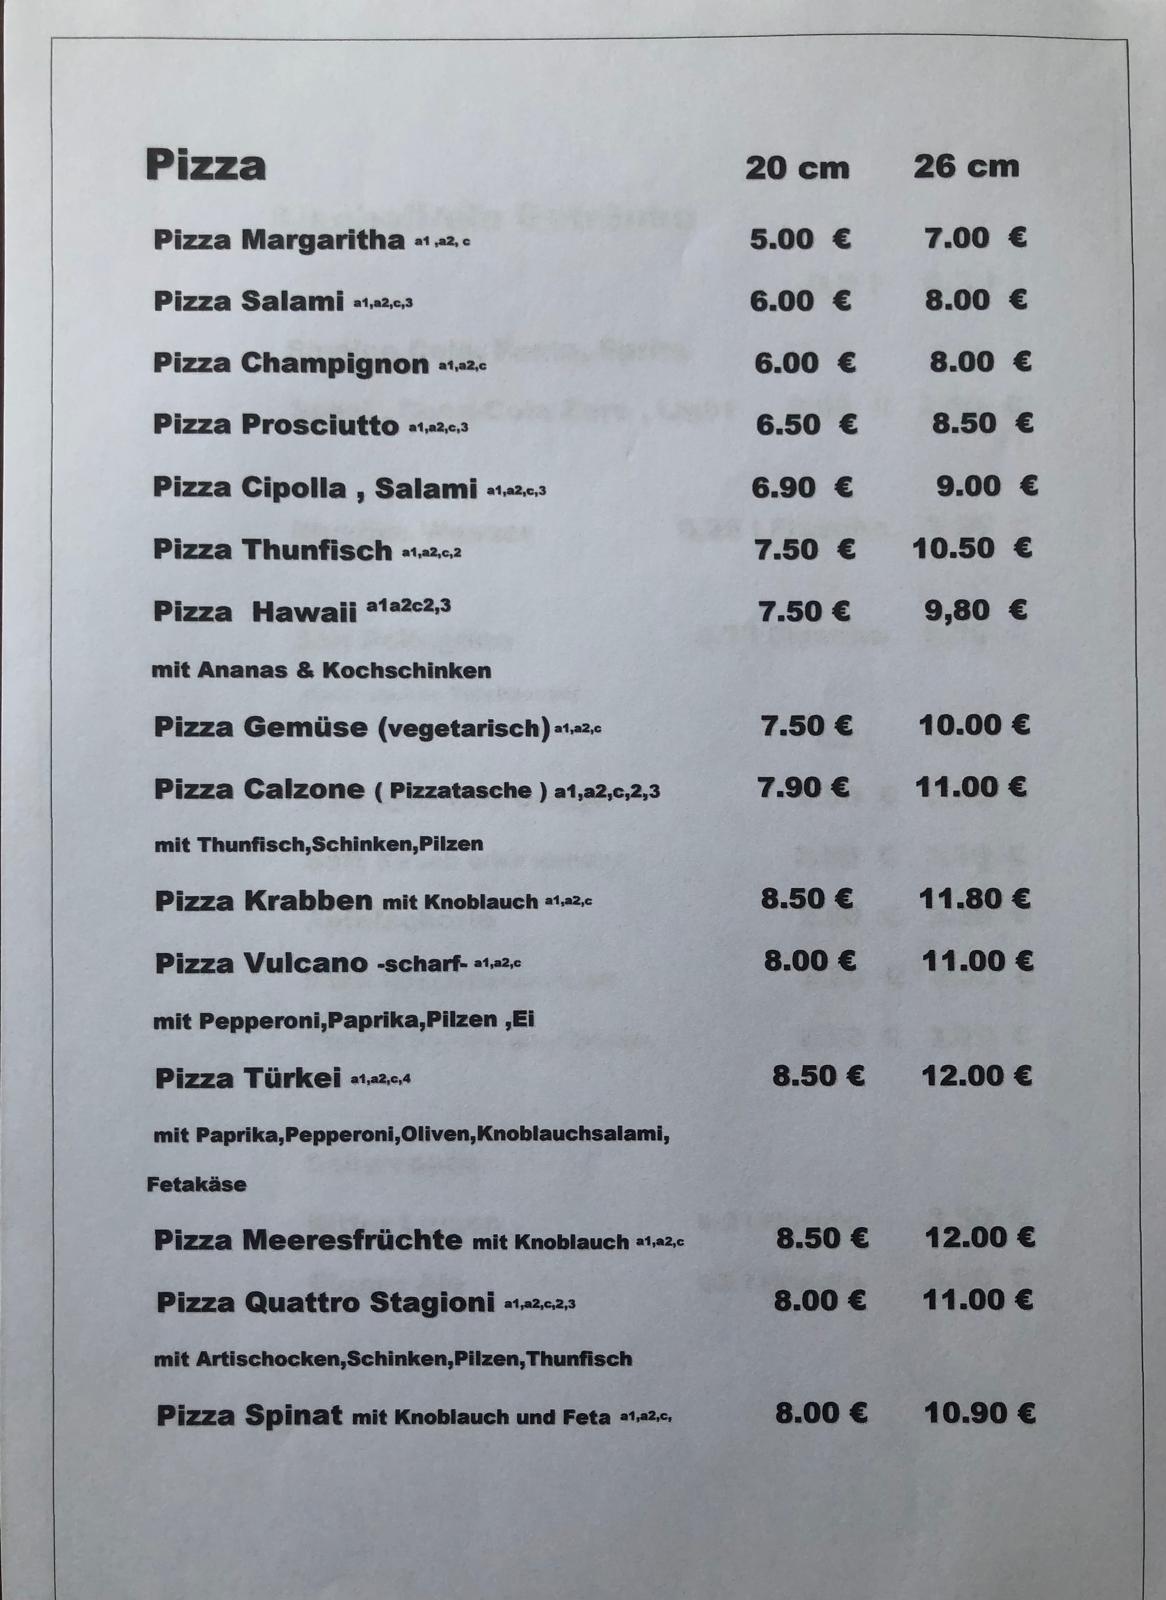 Pizza 20 cm 26 cm
Pizza Margaritha a1 ,a2, c 5.00 € 7.00 €
Pizza Salami a1,a2,c,3 6.00 € 8.00 €
Pizza Champignon a1,a2,c 6.00 € 8.00 €
Pizza Prosciutto a1,a2,c,3 6.50 € 8.50 €
Pizza Cipolla , Salami a1,a2,c,3 6.90 € 9.00 €
Pizza Thunfisch a1,a2,c,2 7.50 € 10.50 €
Pizza Hawaii a1a2c2,3 7.50 € 9,80 €
mit Ananas & Kochschinken
Pizza Gemüse (vegetarisch) a1,a2,c 7.50 € 10.00 €
Pizza Calzone ( Pizzatasche ) a1,a2,c,2,3 7.90 € 11.00 €
mit Thunfisch,Schinken,Pilzen
Pizza Krabben mit Knoblauch a1,a2,c 8.50 € 11.80 €
Pizza Vulcano -scharf- a1,a2,c 8.00 € 11.00 €
mit Pepperoni,Paprika,Pilzen ,Ei
Pizza Türkei a1,a2,c,4 8.50 € 12.00 €
mit Paprika,Pepperoni,Oliven,Knoblauchsalami,
Fetakäse
Pizza Meeresfrüchte mit Knoblauch a1,a2,c 8.50 € 12.00 €
Pizza Quattro Stagioni a1,a2,c,2,3 8.00 € 11.00 €
mit Artischocken,Schinken,Pilzen,Thunfisch
Pizza Spinat mit Knoblauch und Feta a1,a2,c, 8.00 € 10.90 €